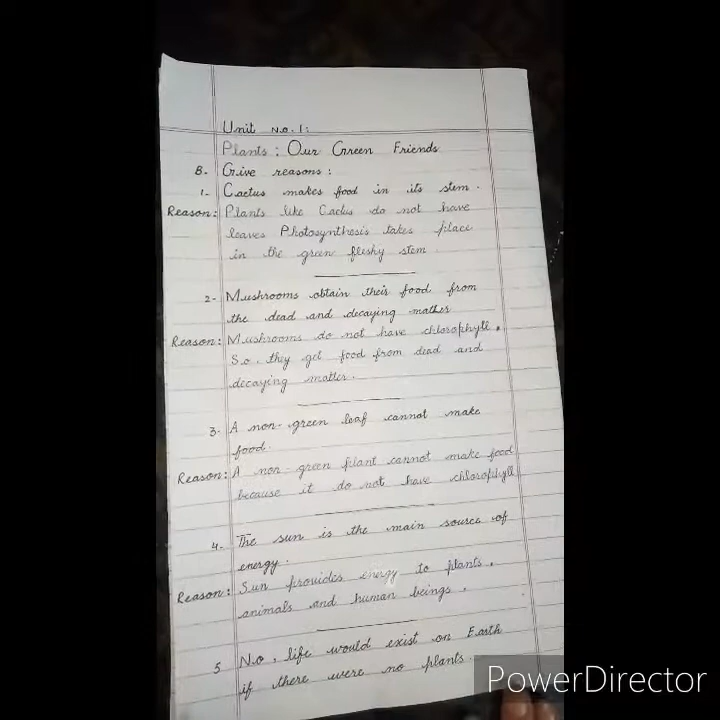 Unit No. 1:
Plants : Our Green Friends
B. Give reasons :
1- Cactus makes food in its stem.
Reason: Plants like Cactus do not have
leaves Photosynthesis takes place
in the green fleshy stem.
2- Mushrooms obtain their food from
the dead and decaying matter
Reason: Mushrooms do not have chlorophyll.
So, they get food from dead and
decaying matter.
3- A non-green leaf cannot make
food.
Reason: A non-green plant cannot make food
because it do not have chlorophyll
4- The sun is the main source of
energy.
Reason: Sun provides energy to plants,
animals and human beings.
5 No, life would exist on Earth
if there were no plants.
PowerDirector